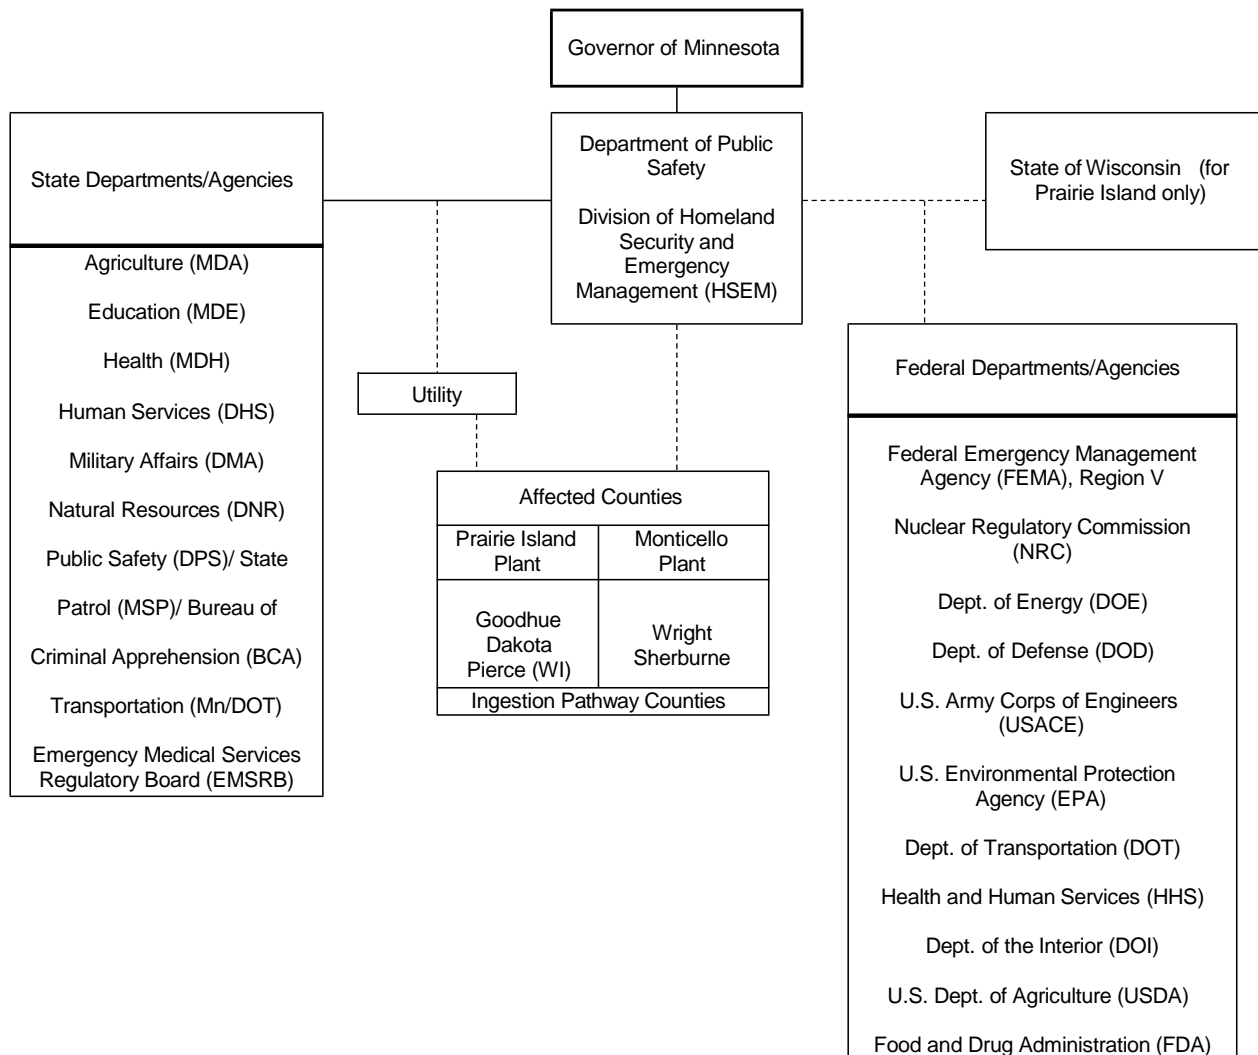 Governor of Minnesota
State Departments/Agencies
Department of Public
Safety
Division of Homeland
Security and
Emergency
Management (HSEM)
State of Wisconsin (for
Prairie Island only)
Agriculture (MDA)
Education (MDE)
Health (MDH)
Human Services (DHS)
Military Affairs (DMA)
Natural Resources (DNR)
Public Safety (DPS)/ State
Patrol (MSP)/ Bureau of
Criminal Apprehension (BCA)
Transportation (Mn/DOT)
Emergency Medical Services
Regulatory Board (EMSRB)
Utility
Affected Counties
Prairie Island
Plant
Monticello
Plant
Goodhue
Dakota
Pierce (WI)
Wright
Sherburne
Ingestion Pathway Counties
Federal Departments/Agencies
Federal Emergency Management
Agency (FEMA), Region V
Nuclear Regulatory Commission
(NRC)
Dept. of Energy (DOE)
Dept. of Defense (DOD)
U.S. Army Corps of Engineers
(USACE)
U.S. Environmental Protection
Agency (EPA)
Dept. of Transportation (DOT)
Health and Human Services (HHS)
Dept. of the Interior (DOI)
U.S. Dept. of Agriculture (USDA)
Food and Drug Administration (FDA)